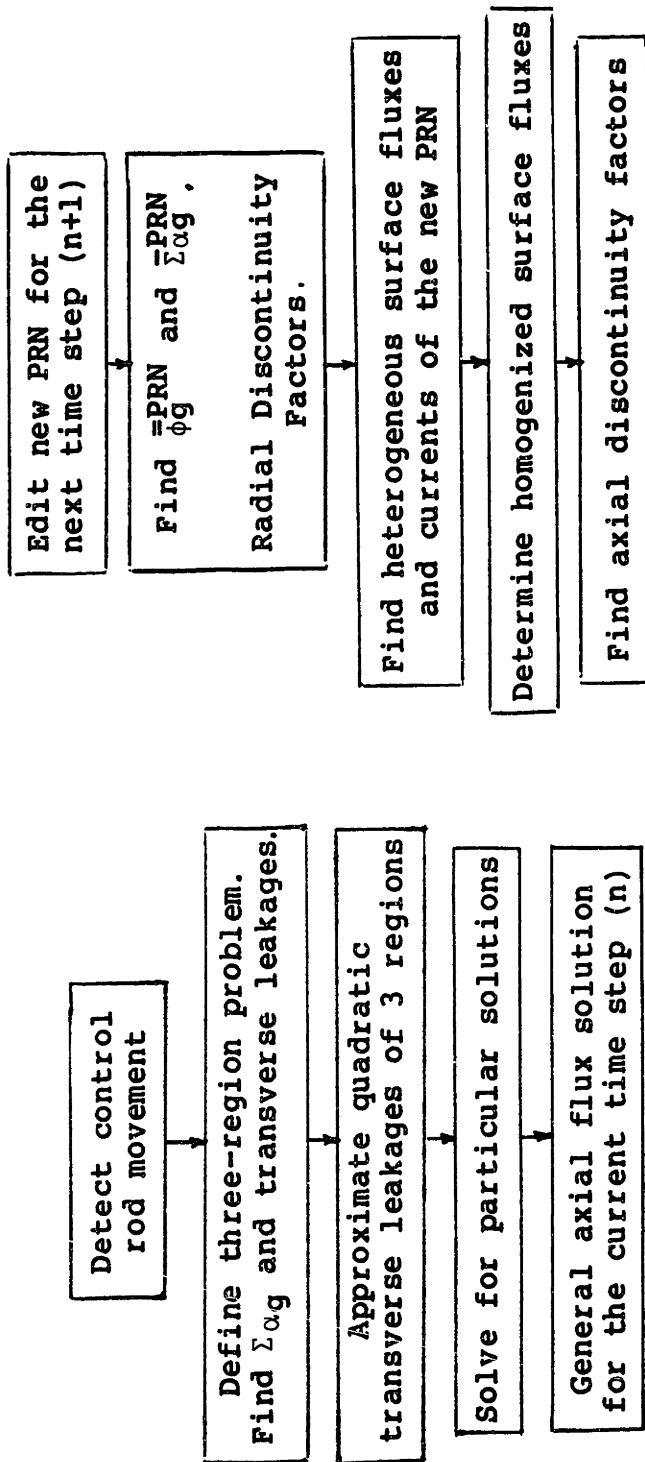 Detect control
rod movement
Define three-region problem.
Find Σαg and transverse leakages.
Approximate quadratic
transverse leakages of 3 regions
Solve for particular solutions
General axial flux solution
for the current time step (n)
Edit new PRN for the
next time step (n+1)
Find φ̿g^PRN and Σ̿αg^PRN,
Radial Discontinuity
Factors.
Find heterogeneous surface fluxes
and currents of the new PRN
Determine homogenized surface fluxes
Find axial discontinuity factors